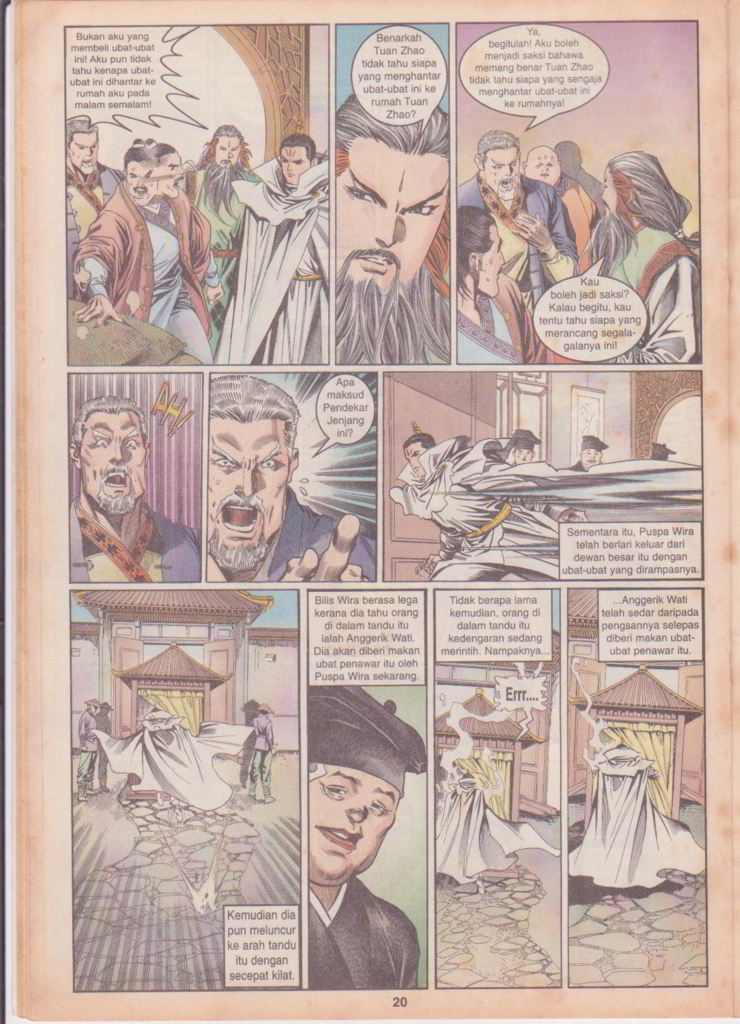 Bukan aku yang
membeli ubat-ubat
ini! Aku pun tidak
tahu kenapa ubat-
ubat ini dihantar ke
rumah aku pada
malam semalam!
Benarkah
Tuan Zhao
tidak tahu siapa
yang menghantar
ubat-ubat ini ke
rumah Tuan
Zhao?
Ya,
begitulah! Aku boleh
menjadi saksi bahawa
memang benar Tuan Zhao
tidak tahu siapa yang sengaja
menghantar ubat-ubat ini
ke rumahnya!
Kau
boleh jadi saksi?
Kalau begitu, kau
tentu tahu siapa yang
merancang segala-
galanya ini!
AH!
Apa
maksud
Pendekar
Jenjang
ini?
Sementara itu, Puspa Wira
telah berlari keluar dari
dewan besar itu dengan
ubat-ubat yang dirampasnya.
Kemudian dia
pun meluncur
ke arah tandu
itu dengan
secepat kilat.
Bilis Wira berasa lega
kerana dia tahu orang
di dalam tandu itu
ialah Anggerik Wati.
Dia akan diberi makan
ubat penawar itu oleh
Puspa Wira sekarang.
Tidak berapa lama
kemudian, orang di
dalam tandu itu
kedengaran sedang
merintih. Nampaknya...
Errr....
...Anggerik Wati
telah sedar daripada
pengsannya selepas
diberi makan ubat-
ubat penawar itu.
20